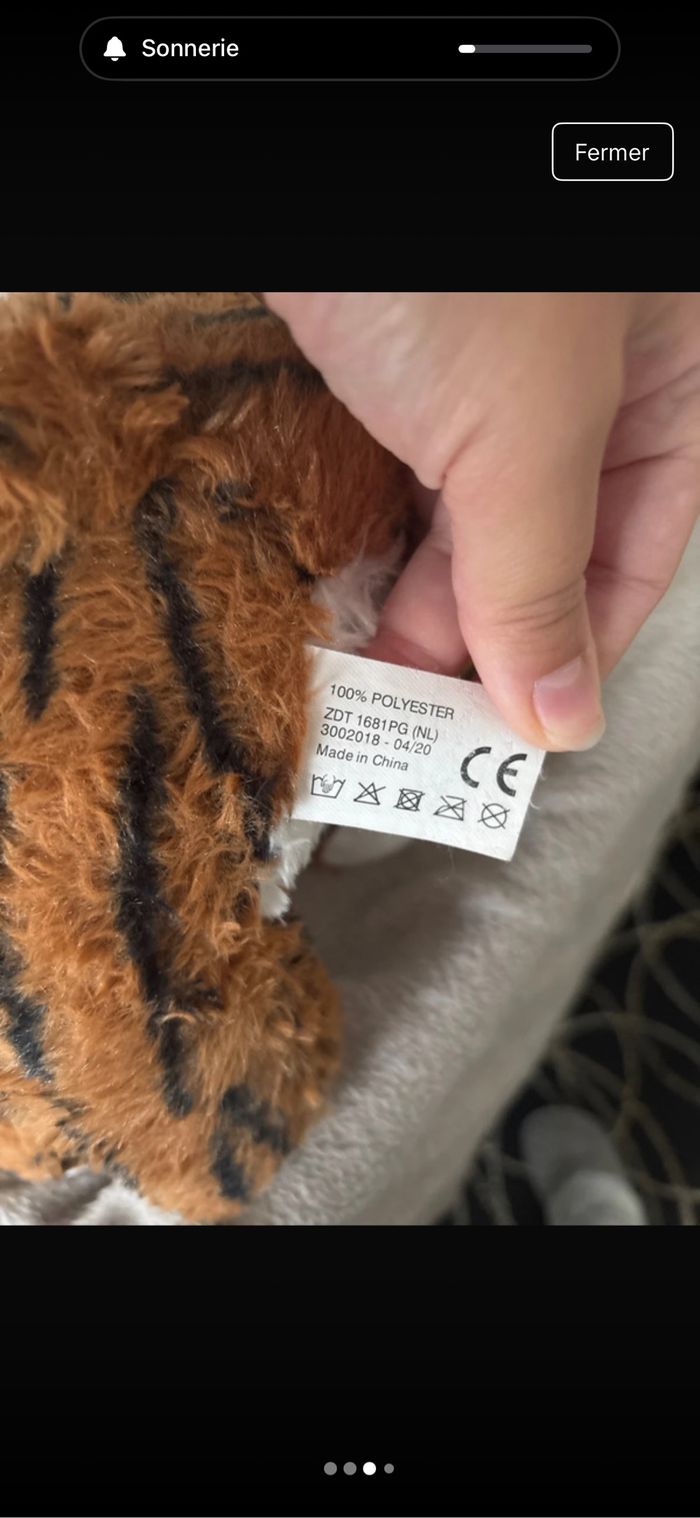 Sonnerie
Fermer
100% POLYESTER
ZDT 1681PG (NL)
3002018 - 04/20
Made in China
CE